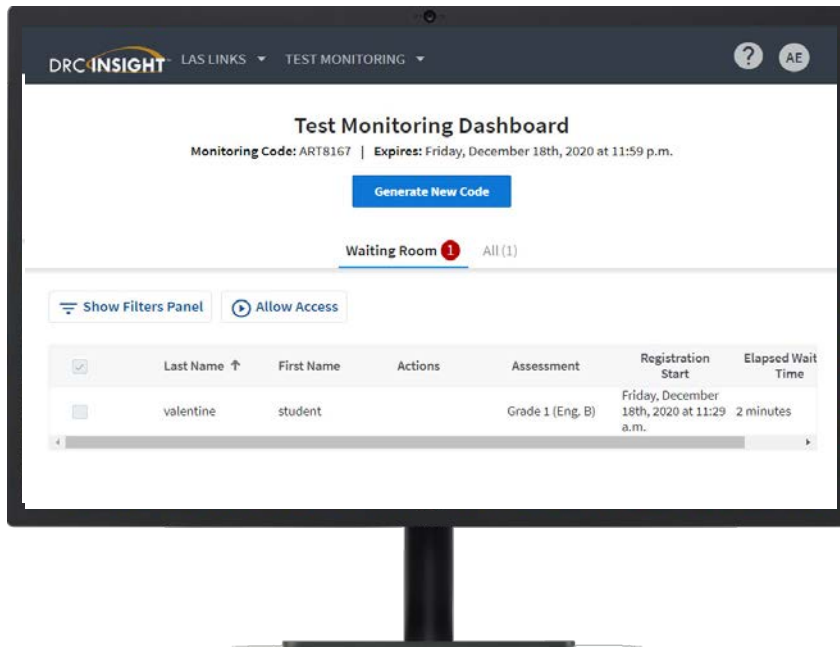 DRC INSIGHT LAS LINKS TEST MONITORING ? AE
Test Monitoring Dashboard
Monitoring Code: ART8167 | Expires: Friday, December 18th, 2020 at 11:59 p.m.
Generate New Code
Waiting Room 1 All (1)
Show Filters Panel Allow Access
Last Name ↑ First Name Actions Assessment Registration Start Elapsed Wait Time
valentine student Grade 1 (Eng. B) Friday, December 18th, 2020 at 11:29 a.m. 2 minutes